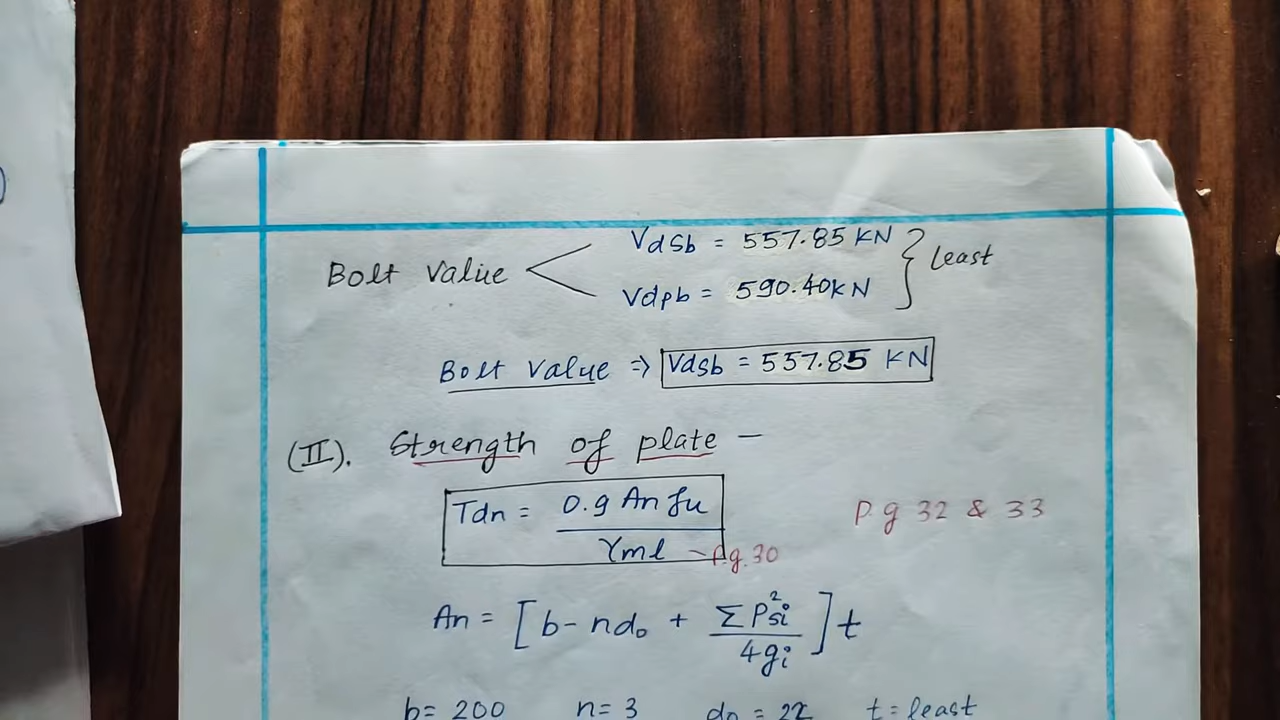 Bolt Value < Vdsb = 557.85 KN
Vdpb = 590.40KN } least
Bolt Value ⇒ Vdsb = 557.85 KN
(II). Strength of plate —
Tdn = 0.9 An fu / γml – Pg. 30
Pg 32 & 33
An = [b - nd₀ + ΣP²si / 4gi] t
b= 200 n= 3 d₀ = 22 t = least